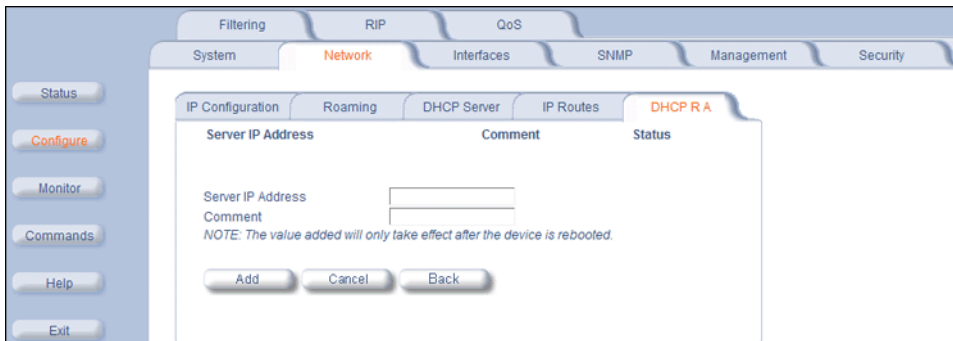 Filtering RIP QoS
System Network Interfaces SNMP Management Security
Status
Configure
Monitor
Commands
Help
Exit
IP Configuration Roaming DHCP Server IP Routes DHCP R A
Server IP Address Comment Status
Server IP Address
Comment
NOTE: The value added will only take effect after the device is rebooted.
Add Cancel Back